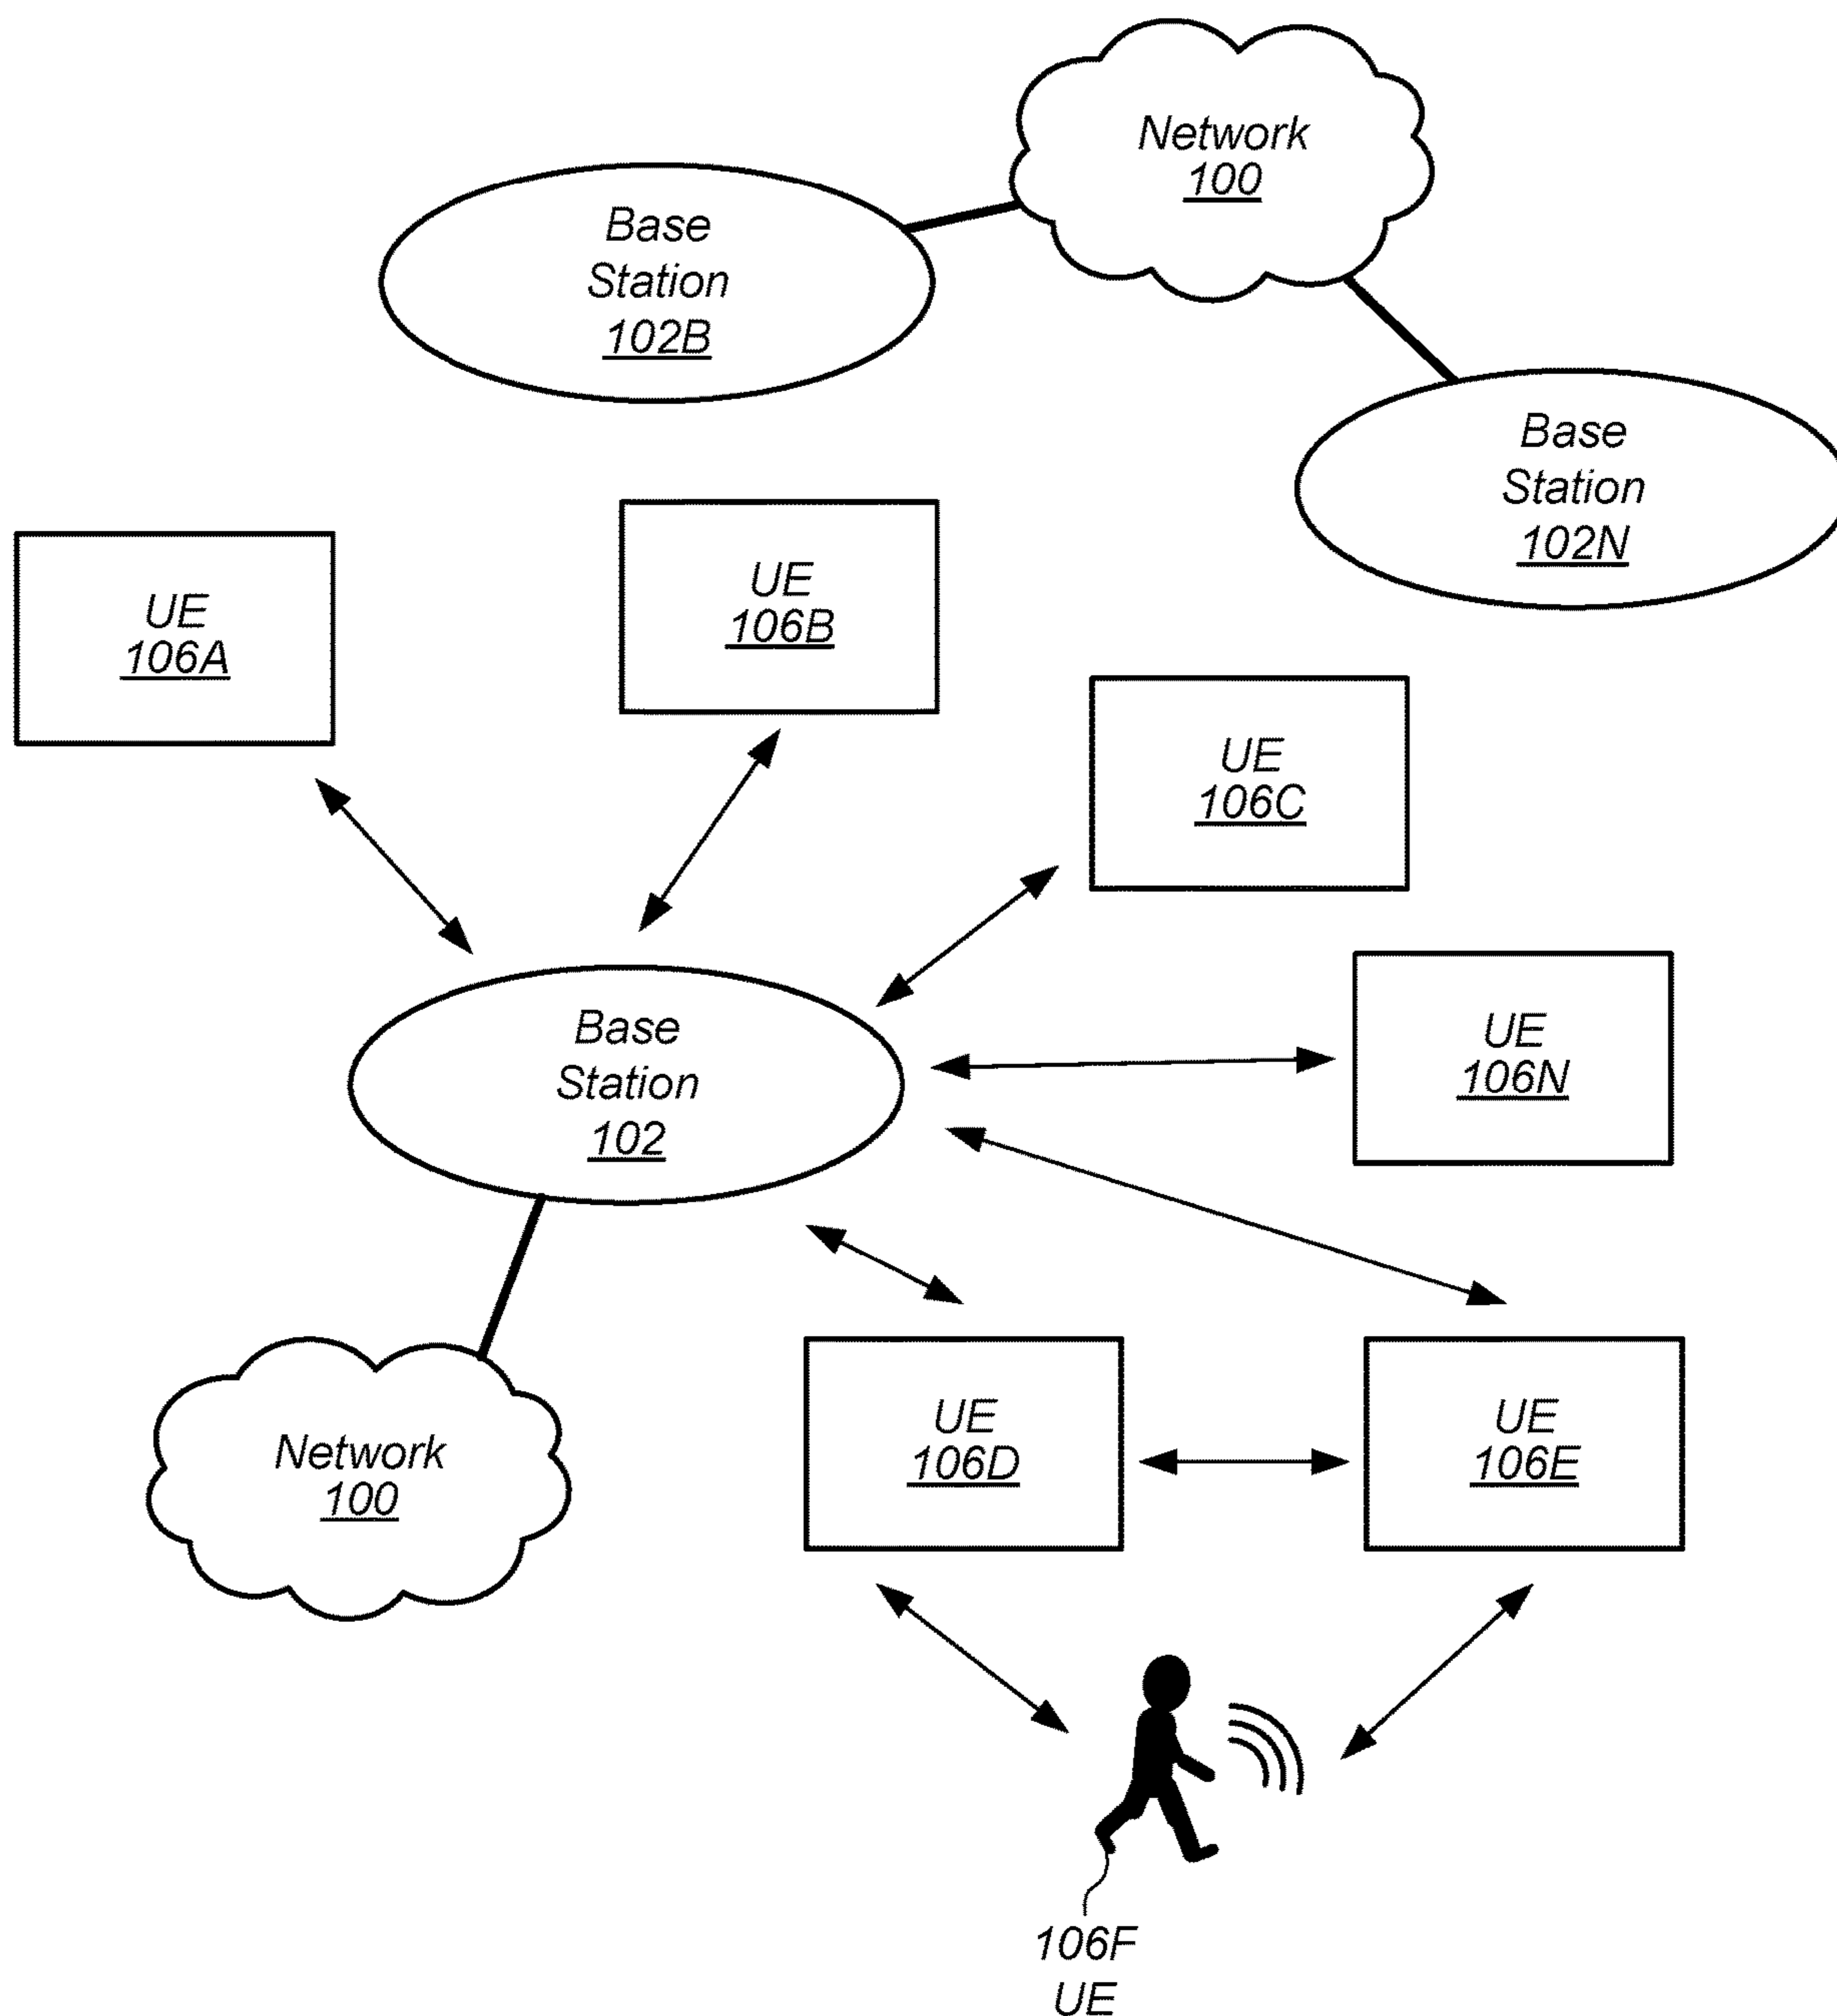 Network
100
Base
Station
102B
Base
Station
102N
UE
106A
UE
106B
UE
106C
Base
Station
102
UE
106N
Network
100
UE
106D
UE
106E
106F
UE